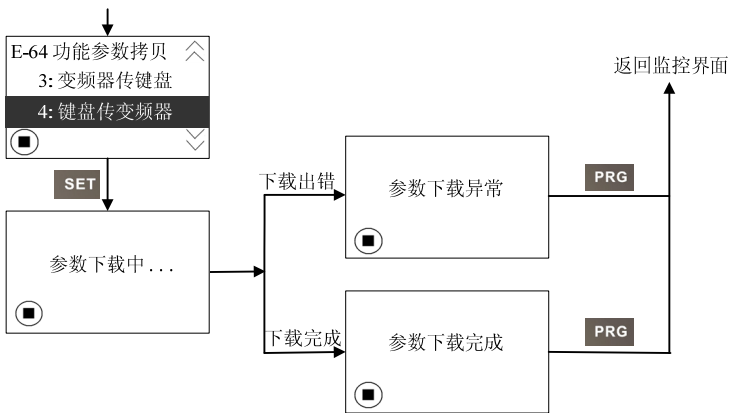 E-64 功能参数拷贝
3: 变频器传键盘
4: 键盘传变频器
SET
参数下载中...
下载出错
参数下载异常
PRG
返回监控界面
下载完成
参数下载完成
PRG